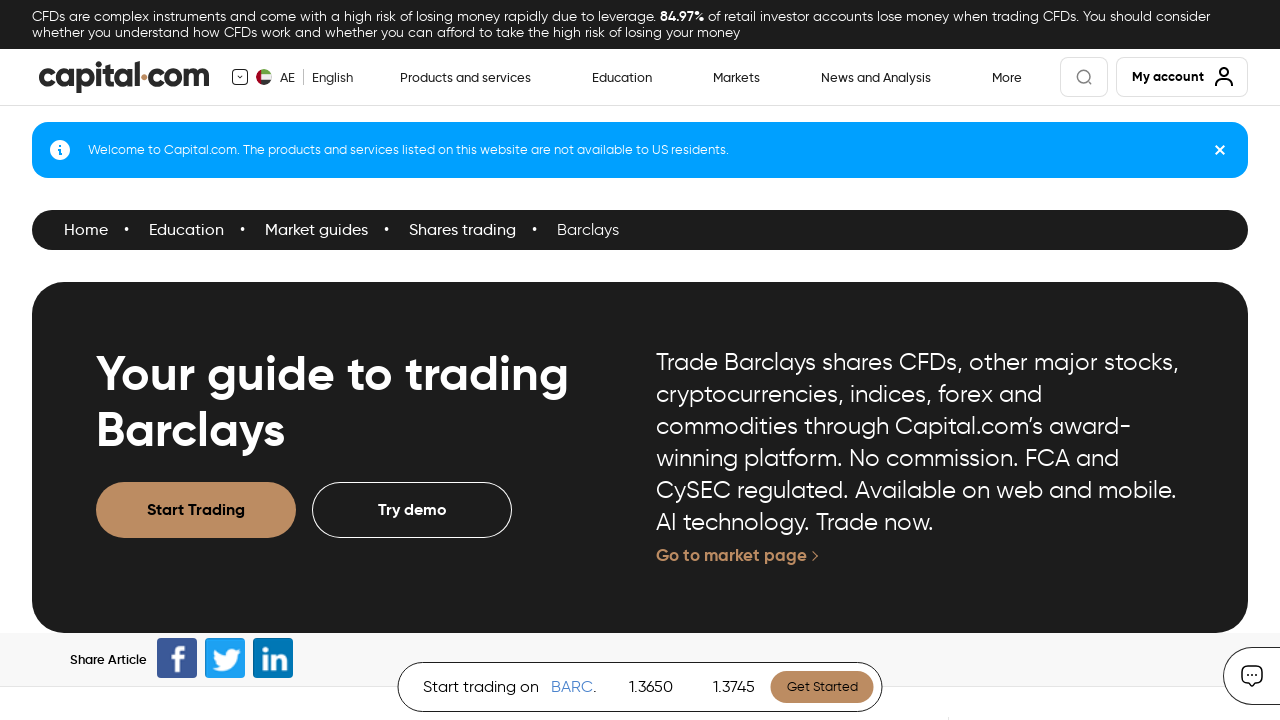 CFDs are complex instruments and come with a high risk of losing money rapidly due to leverage. 84.97% of retail investor accounts lose money when trading CFDs. You should consider
whether you understand how CFDs work and whether you can afford to take the high risk of losing your money
capital.com
AE English
Products and services
Education
Markets
News and Analysis
More
My account
Welcome to Capital.com. The products and services listed on this website are not available to US residents.
Home • Education • Market guides • Shares trading • Barclays
Your guide to trading
Barclays
Start Trading
Try demo
Trade Barclays shares CFDs, other major stocks,
cryptocurrencies, indices, forex and
commodities through Capital.com’s award-
winning platform. No commission. FCA and
CySEC regulated. Available on web and mobile.
AI technology. Trade now.
Go to market page
Share Article
Start trading on BARC. 1.3650 1.3745 Get Started